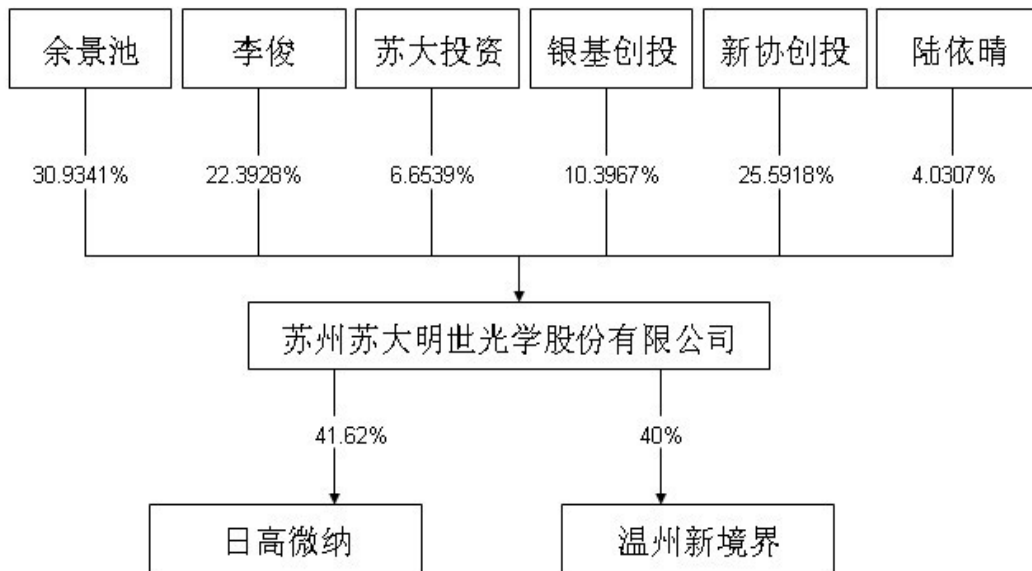 余景池 李俊 苏大投资 银基创投 新协创投 陆依晴
30.9341% 22.3928% 6.6539% 10.3967% 25.5918% 4.0307%
苏州苏大明世光学股份有限公司
41.62% 40%
日高微纳 温州新境界